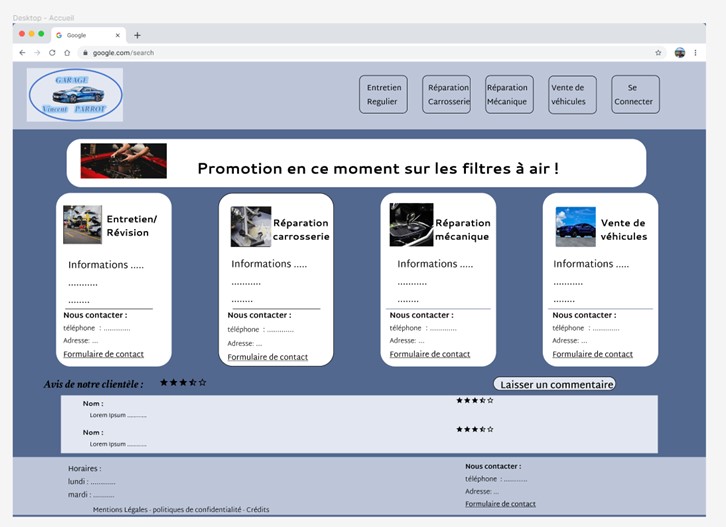 Desktop - Accueil
Google
google.com/search
GARAGE
Vincent PARROT
Entretien
Regulier
Réparation
Carrosserie
Réparation
Mécanique
Vente de
véhicules
Se
Connecter
Promotion en ce moment sur les filtres à air !
Entretien/
Révision
Informations .....
...........
........
Nous contacter :
téléphone : .............
Adresse: ...
Formulaire de contact
Réparation
carrosserie
Informations .....
...........
........
Nous contacter :
téléphone : .............
Adresse: ...
Formulaire de contact
Réparation
mécanique
Informations .....
...........
........
Nous contacter :
téléphone : .............
Adresse: ...
Formulaire de contact
Vente de
véhicules
Informations .....
...........
........
Nous contacter :
téléphone : .............
Adresse: ...
Formulaire de contact
Avis de notre clientèle :
Laisser un commentaire
Nom :
Lorem Ipsum ..........
Nom :
Lorem Ipsum ..........
Horaires :
lundi : ............
mardi : ..........
Mentions Légales - politiques de confidentialité - Crédits
Nous contacter :
téléphone : ............
Adresse: ...
Formulaire de contact